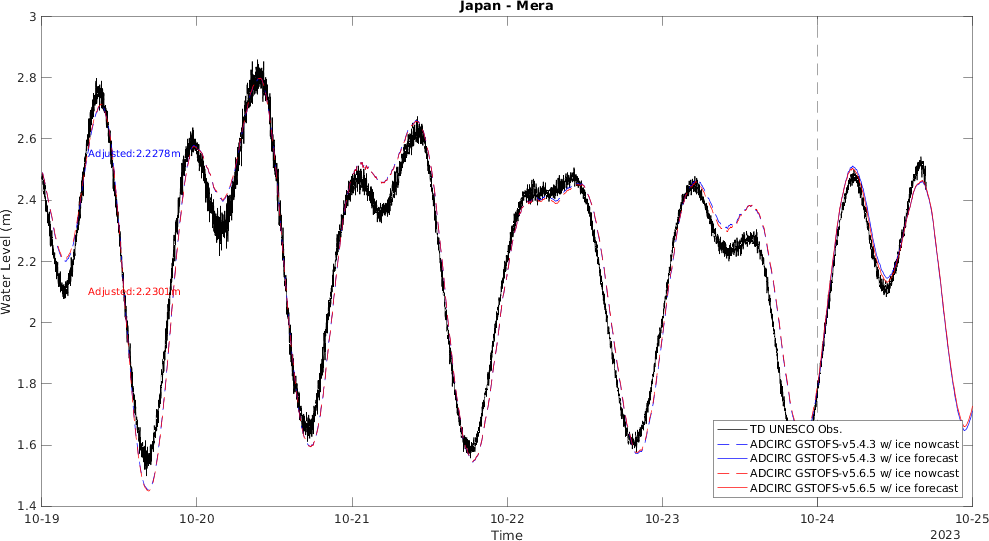 Japan - Mera
3
2.8
2.6
2.4
2.2
2
1.8
1.6
1.4
Water Level (m)
Adjusted:2.2278m
Adjusted:2.2301m
TD UNESCO Obs.
ADCIRC GSTOFS-v5.4.3 w/ ice nowcast
ADCIRC GSTOFS-v5.4.3 w/ ice forecast
ADCIRC GSTOFS-v5.6.5 w/ ice nowcast
ADCIRC GSTOFS-v5.6.5 w/ ice forecast
10-19 10-20 10-21 10-22 10-23 10-24 10-25
Time
2023